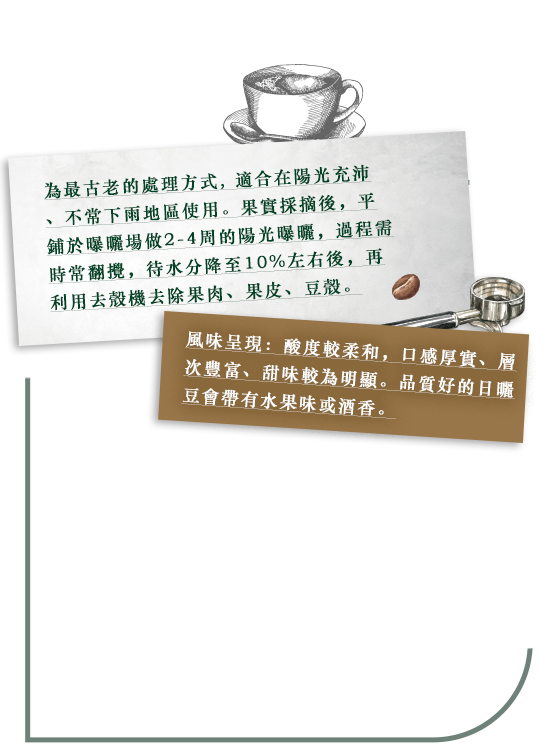 為最古老的處理方式，適合在陽光充沛
、不常下雨地區使用。果實採摘後，平
鋪於曝曬場做2-4周的陽光曝曬，過程需
時常翻攪，待水分降至10%左右後，再
利用去殼機去除果肉、果皮、豆殼。
風味呈現：酸度較柔和，口感厚實、層
次豐富、甜味較為明顯。品質好的日曬
豆會帶有水果味或酒香。